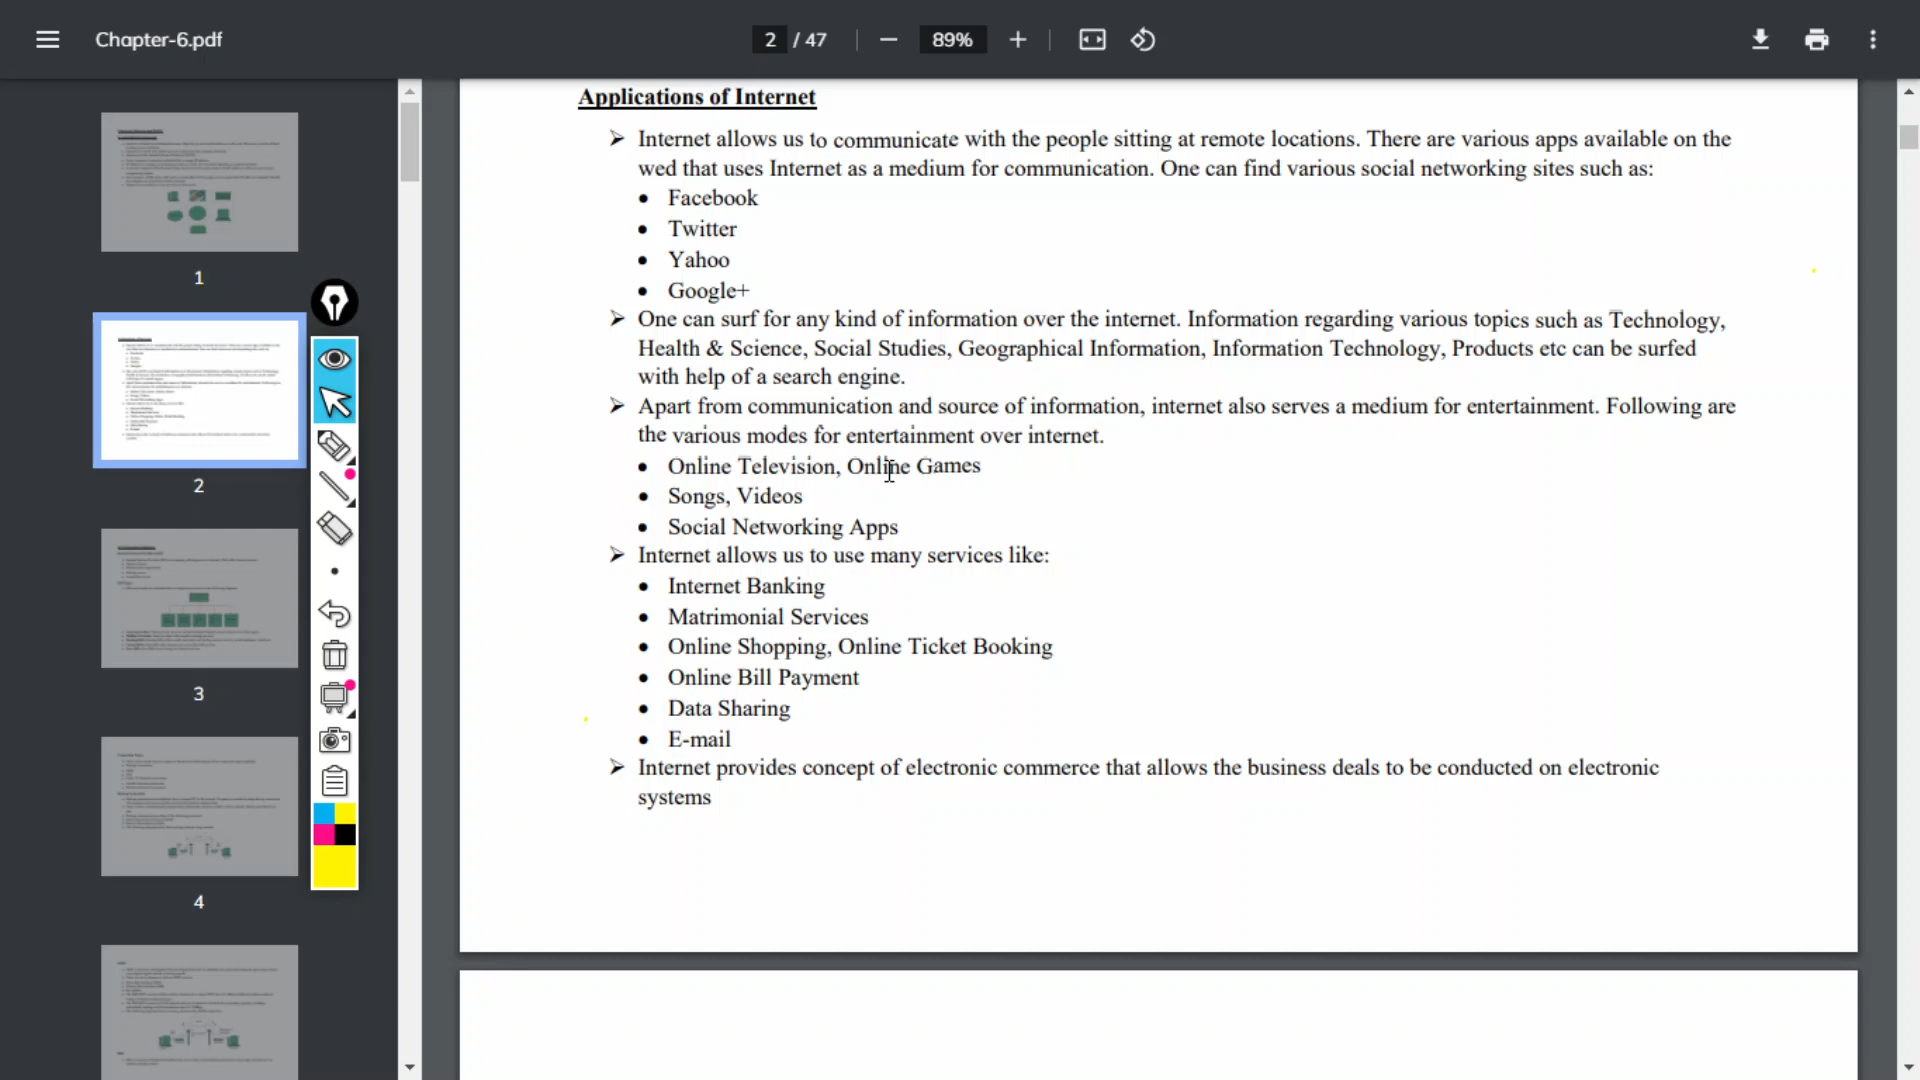 Chapter-6.pdf
2 / 47
89%
1
2
3
4
Applications of Internet
➢ Internet allows us to communicate with the people sitting at remote locations. There are various apps available on the
wed that uses Internet as a medium for communication. One can find various social networking sites such as:
• Facebook
• Twitter
• Yahoo
• Google+
➢ One can surf for any kind of information over the internet. Information regarding various topics such as Technology,
Health & Science, Social Studies, Geographical Information, Information Technology, Products etc can be surfed
with help of a search engine.
➢ Apart from communication and source of information, internet also serves a medium for entertainment. Following are
the various modes for entertainment over internet.
• Online Television, Online Games
• Songs, Videos
• Social Networking Apps
➢ Internet allows us to use many services like:
• Internet Banking
• Matrimonial Services
• Online Shopping, Online Ticket Booking
• Online Bill Payment
• Data Sharing
• E-mail
➢ Internet provides concept of electronic commerce that allows the business deals to be conducted on electronic
systems